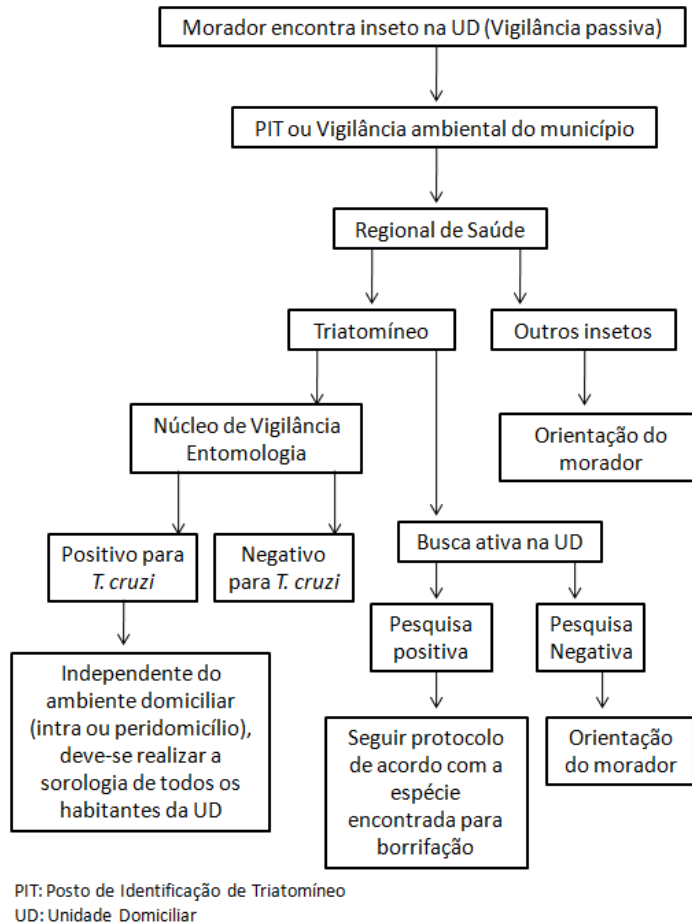 Morador encontra inseto na UD (Vigilância passiva)
PIT ou Vigilância ambiental do município
Regional de Saúde
Triatomíneo
Outros insetos
Núcleo de Vigilância
Entomologia
Orientação do
morador
Positivo para
T. cruzi
Negativo
para T. cruzi
Busca ativa na UD
Pesquisa
positiva
Pesquisa
Negativa
Independente do
ambiente domiciliar
(intra ou peridomicílio),
deve-se realizar a
sorologia de todos os
habitantes da UD
Seguir protocolo
de acordo com a
espécie
encontrada para
borrifação
Orientação
do morador
PIT: Posto de Identificação de Triatomíneo
UD: Unidade Domiciliar